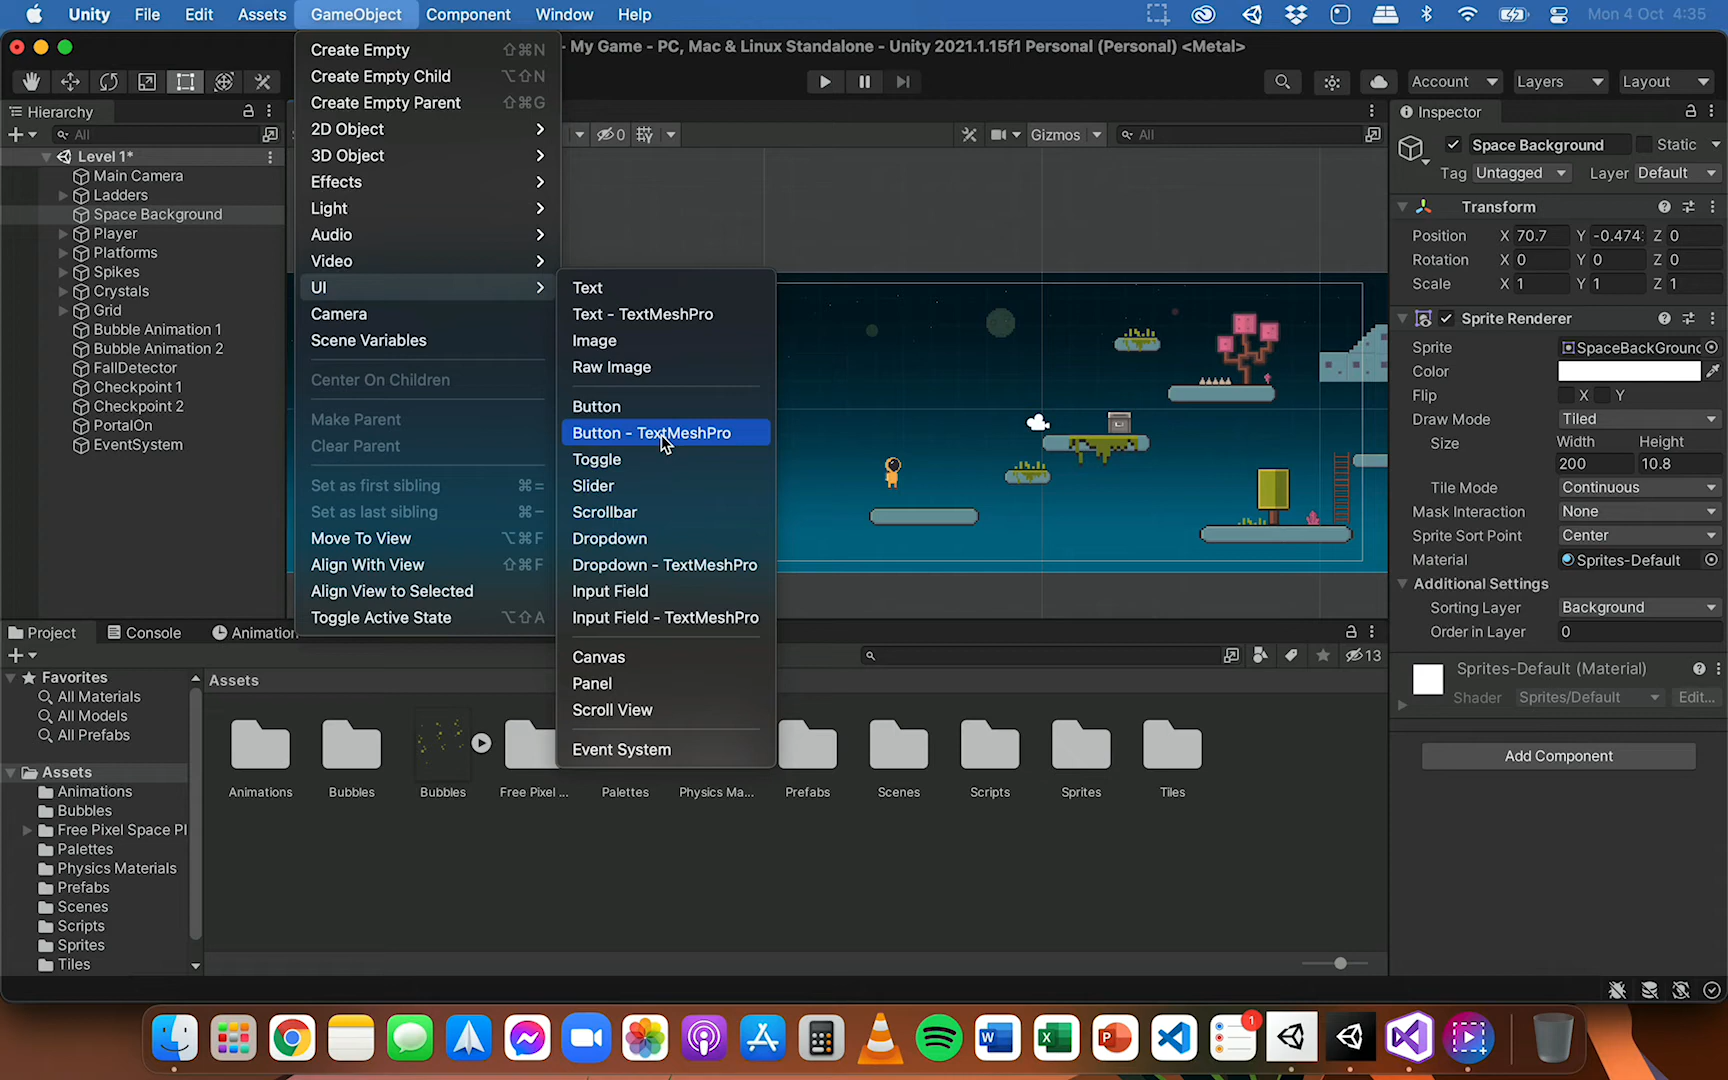 Unity File Edit Assets GameObject Component Window Help Mon 4 Oct 4:35
- My Game - PC, Mac & Linux Standalone - Unity 2021.1.15f1 Personal (Personal) <Metal>
Account Layers Layout
Hierarchy
All
Level 1*
Main Camera
Ladders
Space Background
Player
Platforms
Spikes
Crystals
Grid
Bubble Animation 1
Bubble Animation 2
FallDetector
Checkpoint 1
Checkpoint 2
PortalOn
EventSystem
Create Empty ⇧⌘N
Create Empty Child ⌥⇧N
Create Empty Parent ⇧⌘G
2D Object
3D Object
Effects
Light
Audio
Video
UI
Camera
Scene Variables
Center On Children
Make Parent
Clear Parent
Set as first sibling ⌘=
Set as last sibling ⌘-
Move To View ⌥⌘F
Align With View ⇧⌘F
Align View to Selected
Toggle Active State ⌥⇧A
Text
Text - TextMeshPro
Image
Raw Image
Button
Button - TextMeshPro
Toggle
Slider
Scrollbar
Dropdown
Dropdown - TextMeshPro
Input Field
Input Field - TextMeshPro
Canvas
Panel
Scroll View
Event System
0 Gizmos All
Inspector
Space Background Static
Tag Untagged Layer Default
Transform
Position X 70.7 Y -0.474: Z 0
Rotation X 0 Y 0 Z 0
Scale X 1 Y 1 Z 1
Sprite Renderer
Sprite SpaceBackGround
Color
Flip X Y
Draw Mode Tiled
Size Width Height
200 10.8
Tile Mode Continuous
Mask Interaction None
Sprite Sort Point Center
Material Sprites-Default
Additional Settings
Sorting Layer Background
Order in Layer 0
Sprites-Default (Material)
Shader Sprites/Default Edit...
Add Component
Project Console Animation
13
Favorites
All Materials
All Models
All Prefabs
Assets
Animations
Bubbles
Free Pixel Space Pl
Palettes
Physics Materials
Prefabs
Scenes
Scripts
Sprites
Tiles
Assets
Animations Bubbles Bubbles Free Pixel ... Palettes Physics Ma... Prefabs Scenes Scripts Sprites Tiles
W X P 1